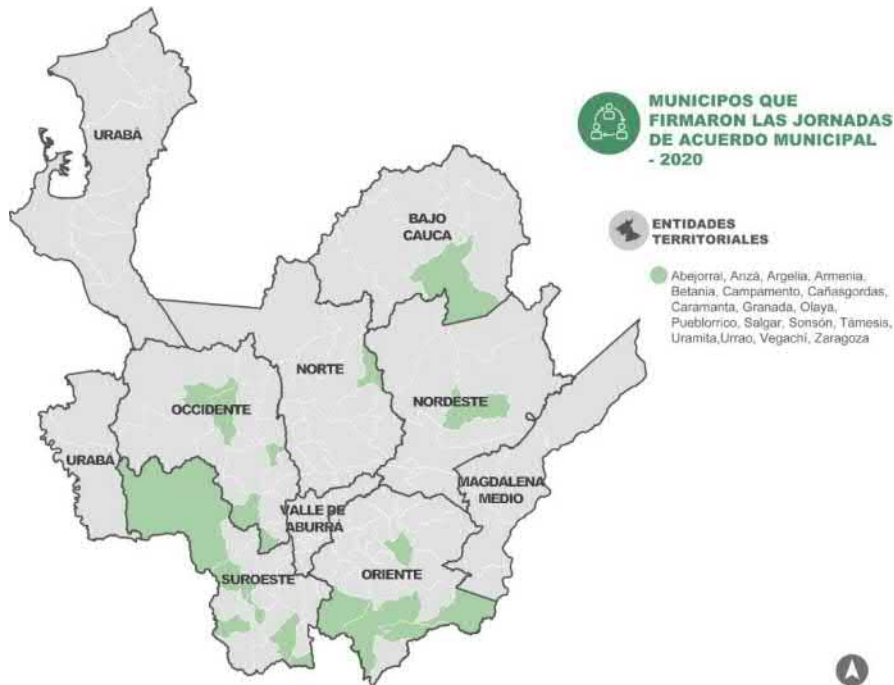 MUNICIPOS QUE
FIRMARON LAS JORNADAS
DE ACUERDO MUNICIPAL
- 2020
ENTIDADES
TERRITORIALES
Abejorral, Anzá, Argelia, Armenia,
Betania, Campamento, Cañasgordas,
Caramanta, Granada, Olaya,
Pueblorrico, Salgar, Sonsón, Támesis,
Uramita,Urrao, Vegachí, Zaragoza
URABÁ
BAJO
CAUCA
NORTE
NORDESTE
OCCIDENTE
URABÁ
MAGDALENA
MEDIO
VALLE DE
ABURRÁ
SUROESTE
ORIENTE